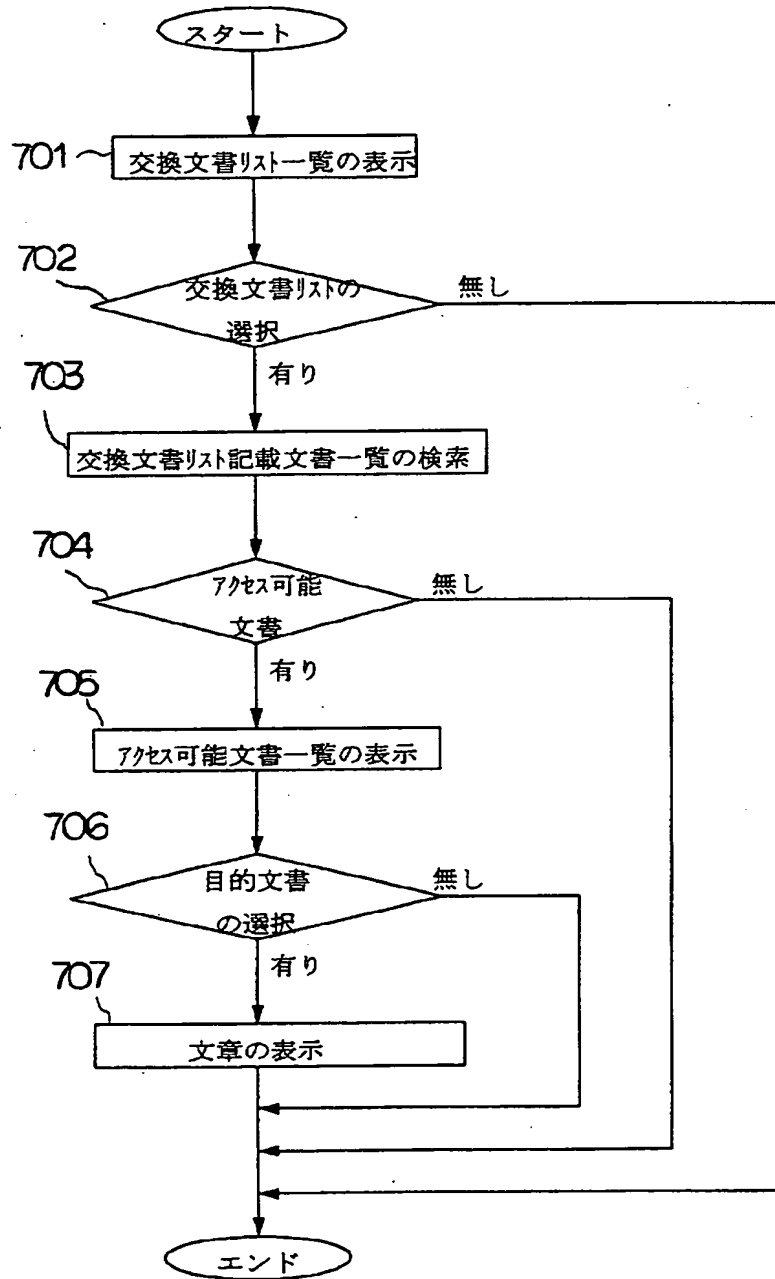 スタート
701
交換文書リスト一覧の表示
702
交換文書リストの
選択
無し
有り
703
交換文書リスト記載文書一覧の検索
704
アクセス可能
文書
無し
有り
705
アクセス可能文書一覧の表示
706
目的文書
の選択
無し
有り
707
文章の表示
エンド